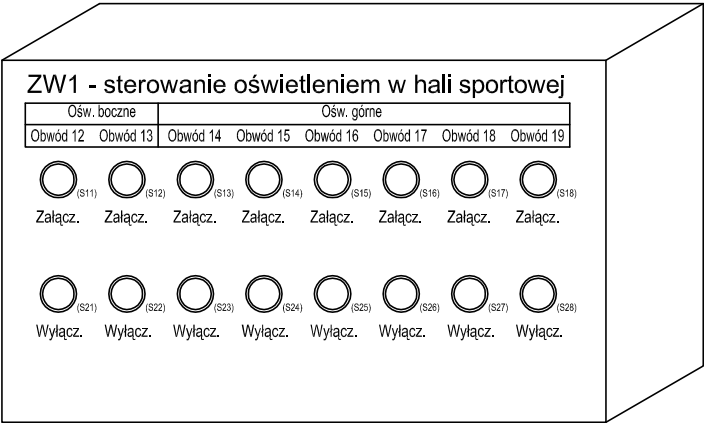 ZW1 - sterowanie oświetleniem w hali sportowej
Ośw. boczne Ośw. górne
Obwód 12 Obwód 13 Obwód 14 Obwód 15 Obwód 16 Obwód 17 Obwód 18 Obwód 19
(S11) (S12) (S13) (S14) (S15) (S16) (S17) (S18)
Załącz. Załącz. Załącz. Załącz. Załącz. Załącz. Załącz. Załącz.
(S21) (S22) (S23) (S24) (S25) (S26) (S27) (S28)
Wyłącz. Wyłącz. Wyłącz. Wyłącz. Wyłącz. Wyłącz. Wyłącz. Wyłącz.